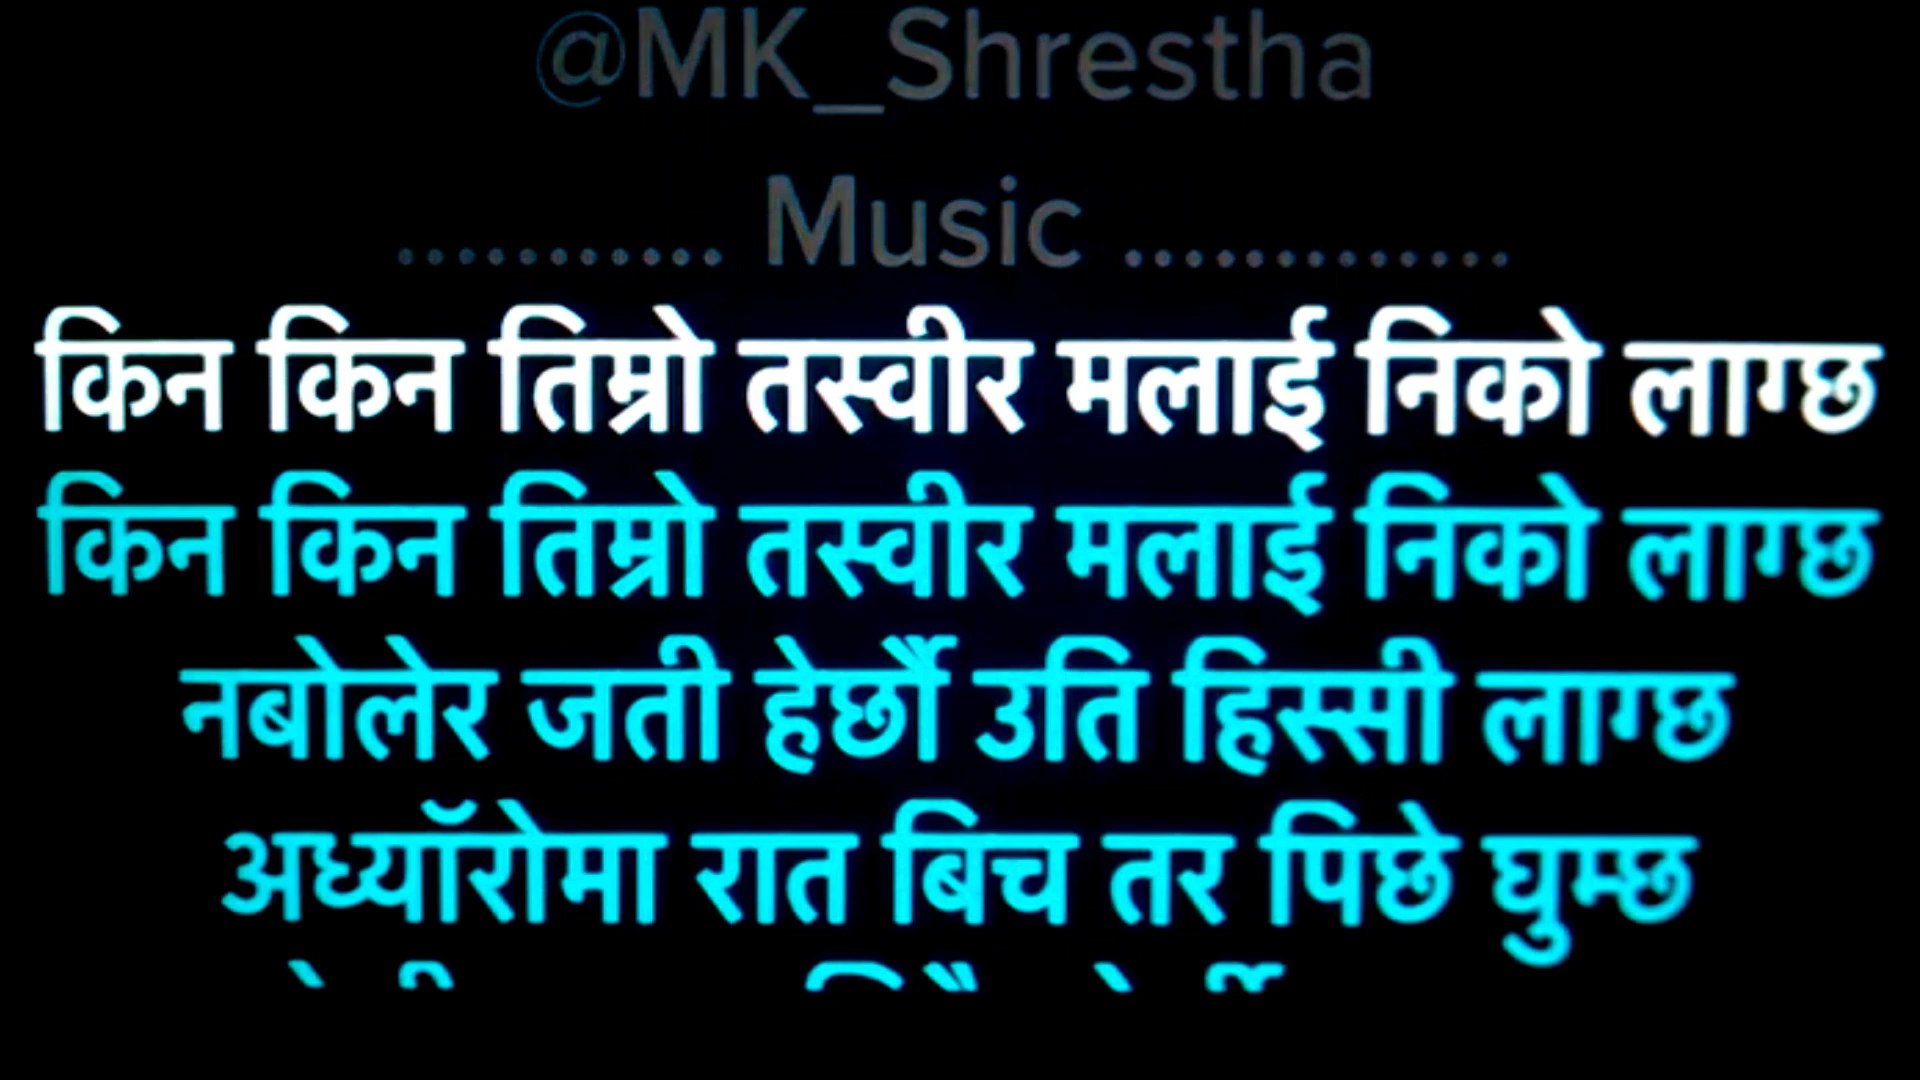 @MK_Shrestha
........... Music .............
किन किन तिम्रो तस्वीर मलाई निको लाग्छ
किन किन तिम्रो तस्वीर मलाई निको लाग्छ
नबोलेर जती हेर्छौ उति हिस्सी लाग्छ
अध्याॅरोमा रात बिच तर पिछे घुम्छ